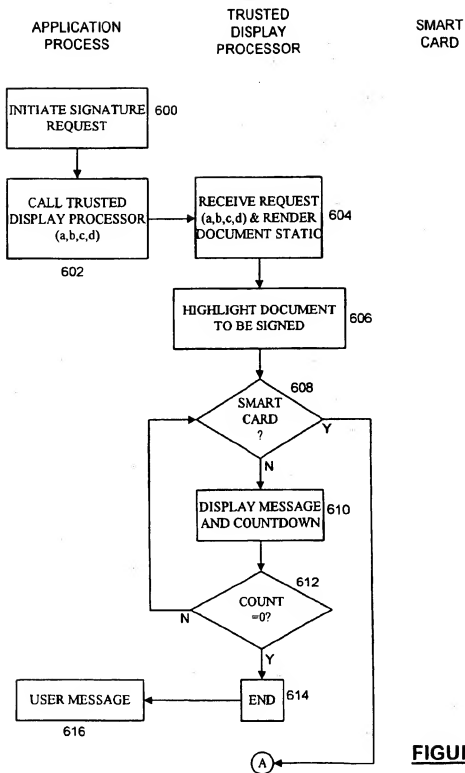 APPLICATION
PROCESS
TRUSTED
DISPLAY
PROCESSOR
SMART
CARD
INITIATE SIGNATURE
REQUEST
600
CALL TRUSTED
DISPLAY PROCESSOR
(a,b,c,d)
602
RECEIVE REQUEST
(a,b,c,d) & RENDER
DOCUMENT STATIC
604
HIGHLIGHT DOCUMENT
TO BE SIGNED
606
608
SMART
CARD
?
Y
N
DISPLAY MESSAGE
AND COUNTDOWN
610
612
COUNT
=0?
N
Y
END
614
USER MESSAGE
616
A